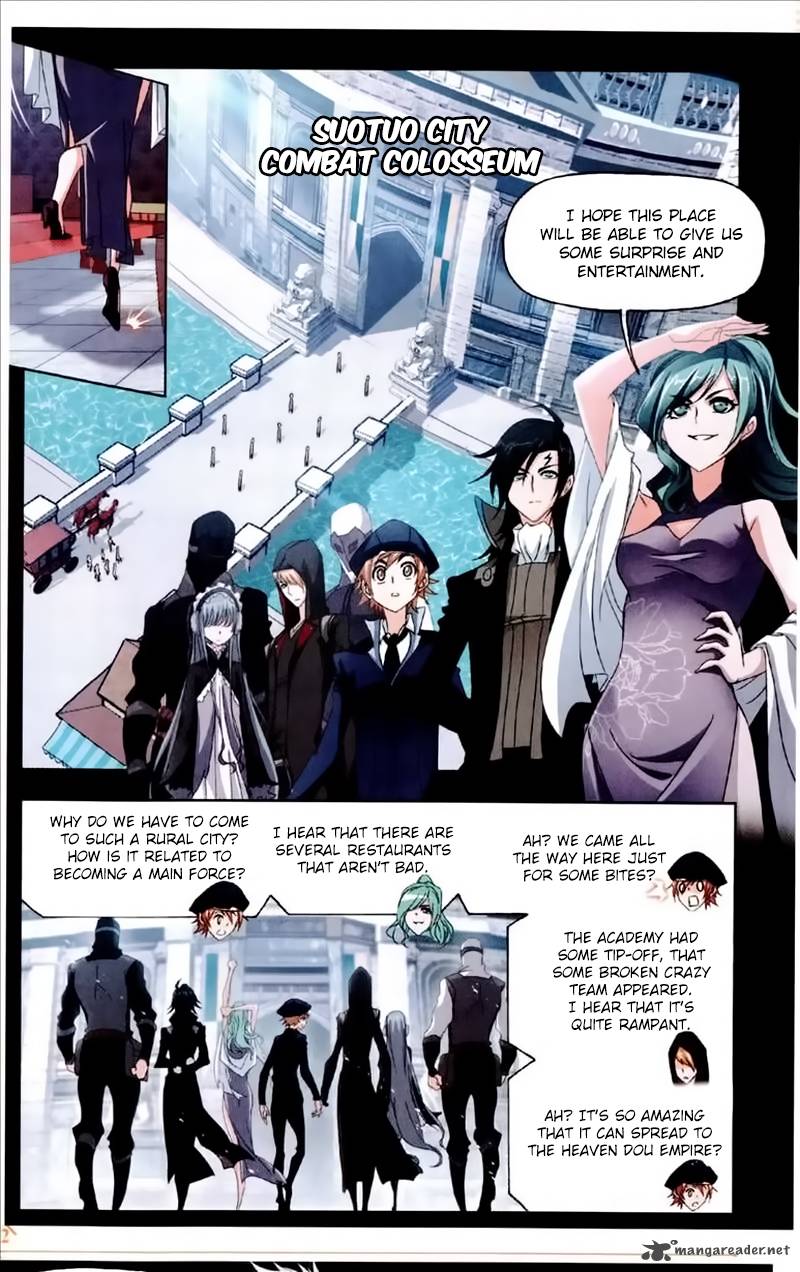 SUOTUO CITY
COMBAT COLOSSEUM
I HOPE THIS PLACE
WILL BE ABLE TO GIVE US
SOME SURPRISE AND
ENTERTAINMENT.
WHY DO WE HAVE TO COME
TO SUCH A RURAL CITY?
HOW IS IT RELATED TO
BECOMING A MAIN FORCE?
I HEAR THAT THERE ARE
SEVERAL RESTAURANTS
THAT AREN'T BAD.
AH? WE CAME ALL
THE WAY HERE JUST
FOR SOME BITES?
THE ACADEMY HAD
SOME TIP-OFF, THAT
SOME BROKEN CRAZY
TEAM APPEARED.
I HEAR THAT IT'S
QUITE RAMPANT.
AH? IT'S SO AMAZING
THAT IT CAN SPREAD TO
THE HEAVEN DOU EMPIRE?
2
mangareader.net